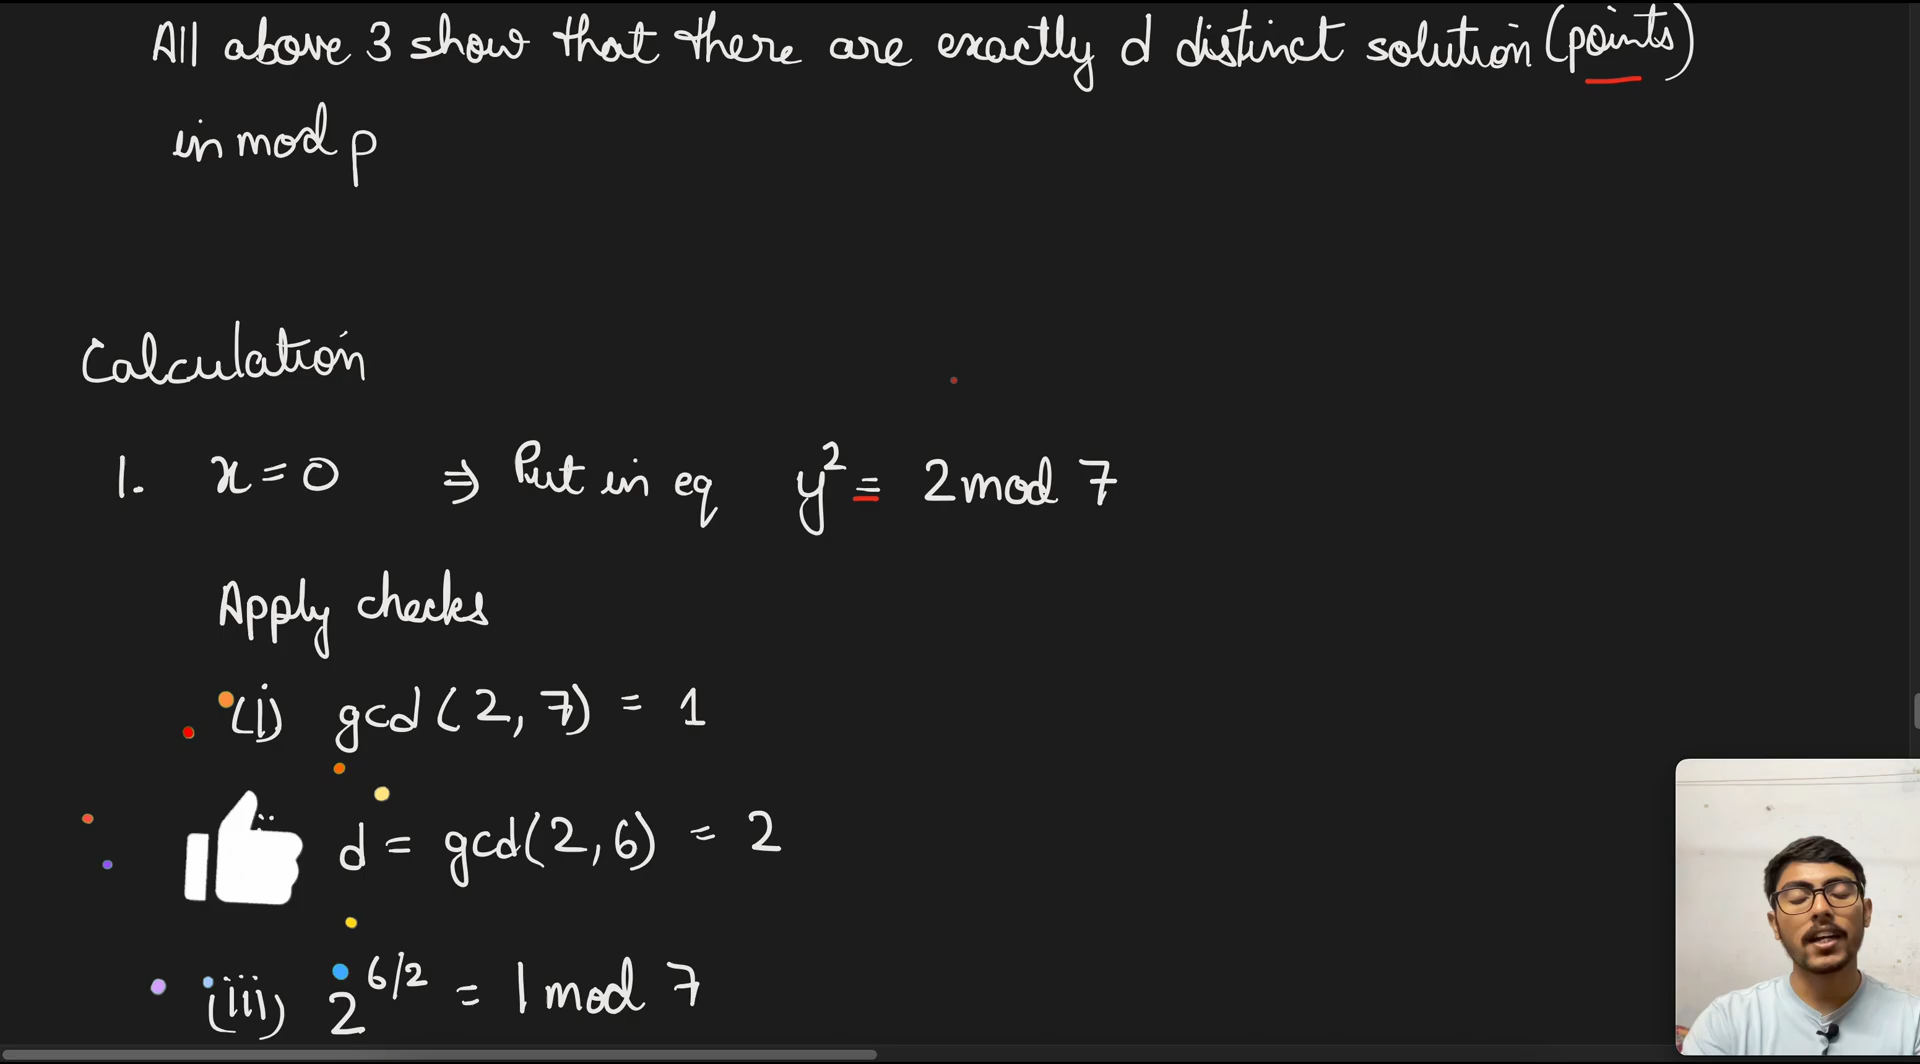 All above 3 show that there are exactly d distinct solution (points)
in mod p
Calculation
1. x = 0 ⇒ Put in eq y² = 2 mod 7
Apply checks
(i) gcd (2, 7) = 1
d = gcd(2, 6) = 2
(iii) 2^6/2 = 1 mod 7